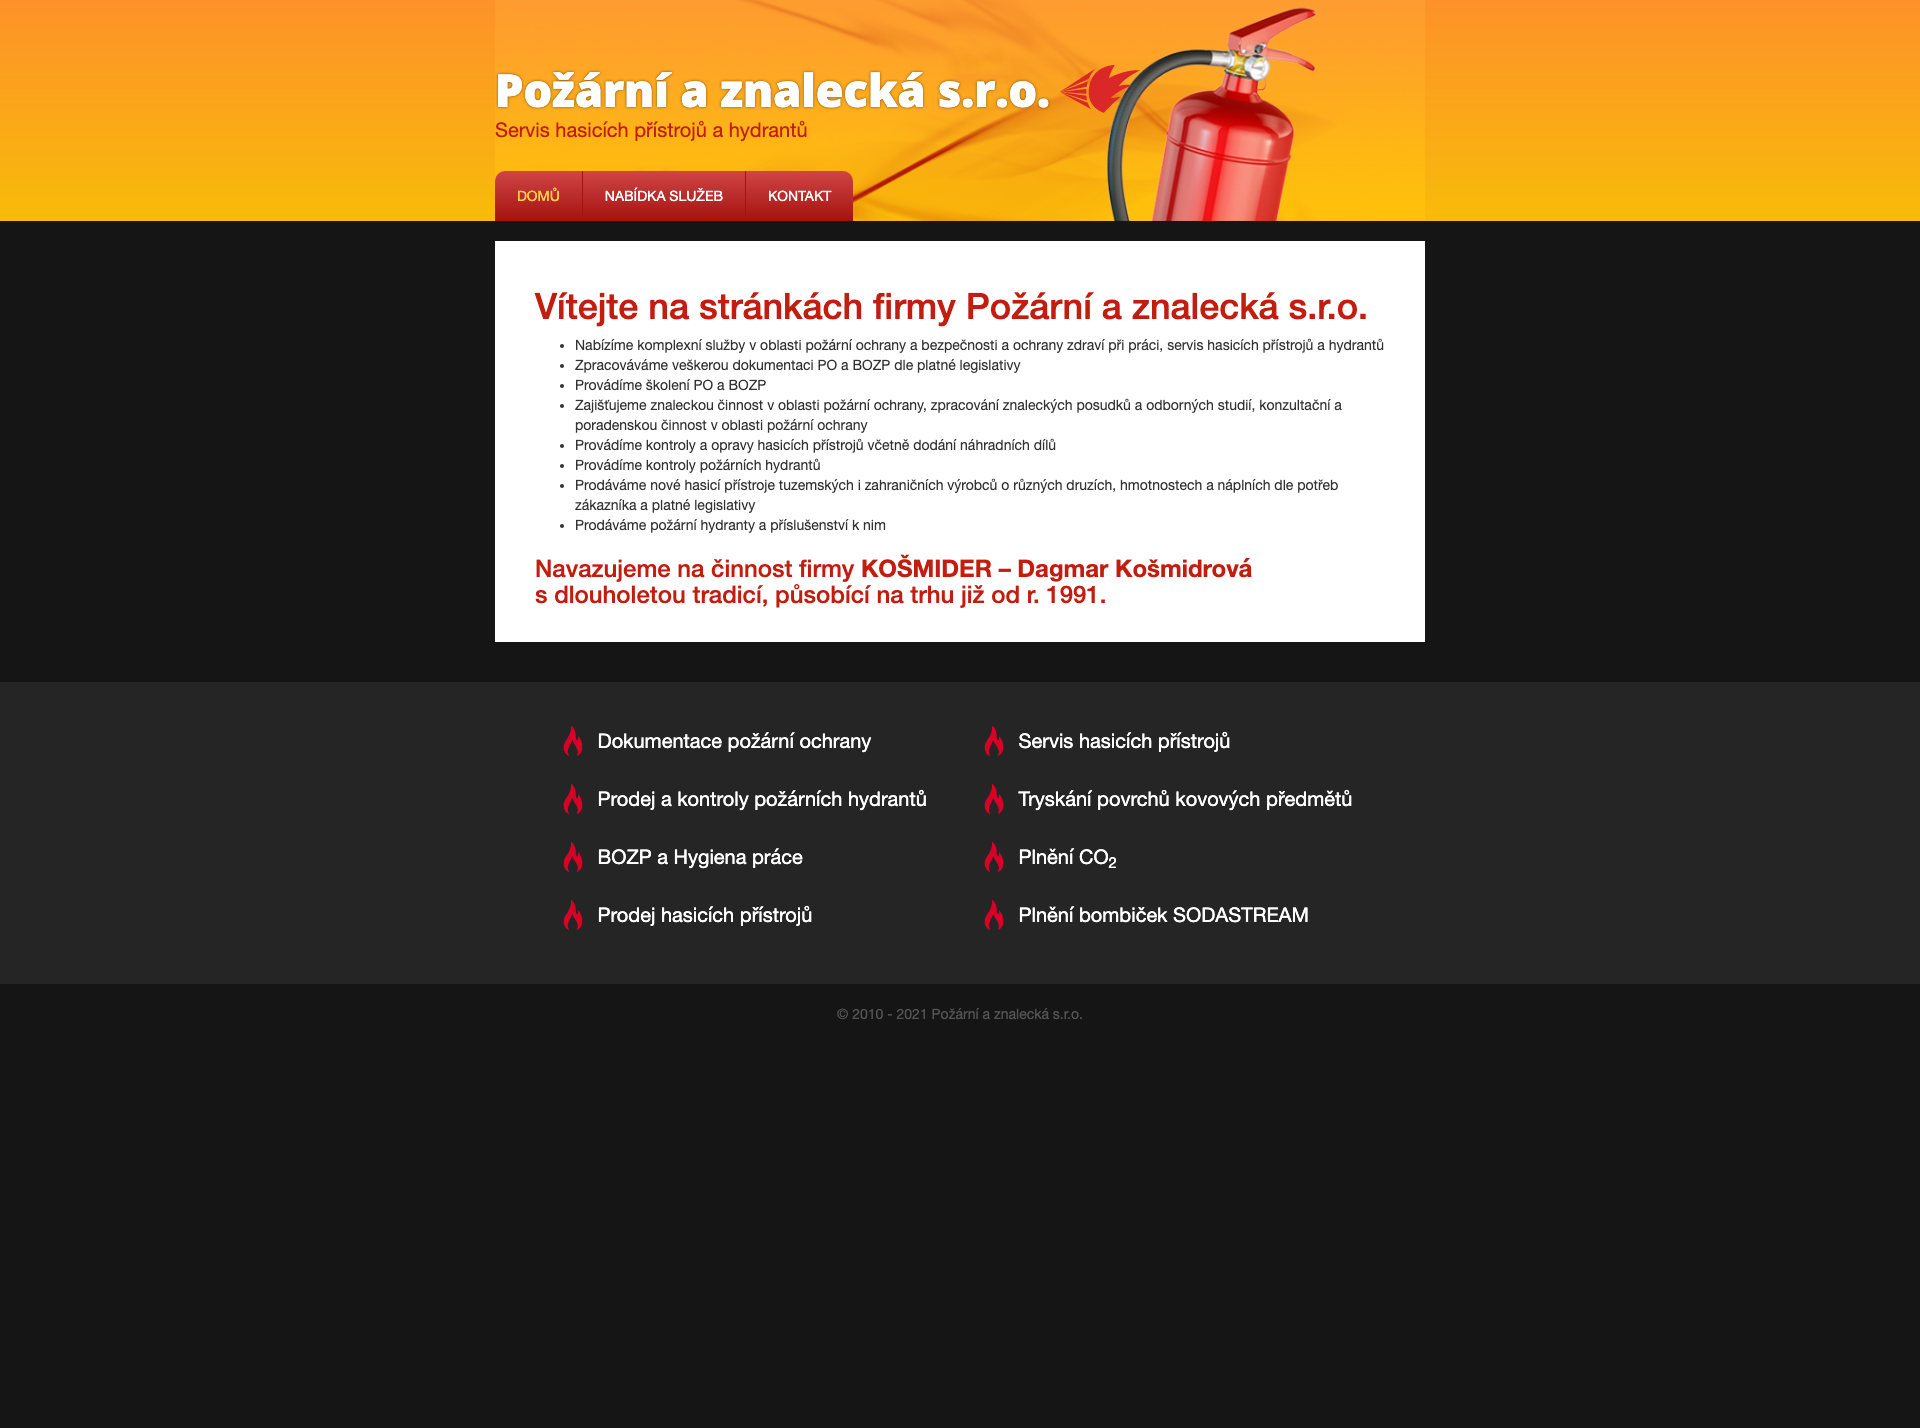 Požární a znalecká s.r.o.
Servis hasicích přístrojů a hydrantů
DOMŮ
NABÍDKA SLUŽEB
KONTAKT
Vítejte na stránkách firmy Požární a znalecká s.r.o.
Nabízíme komplexní služby v oblasti požární ochrany a bezpečnosti a ochrany zdraví při práci, servis hasicích přístrojů a hydrantů
Zpracováváme veškerou dokumentaci PO a BOZP dle platné legislativy
Provádíme školení PO a BOZP
Zajišťujeme znaleckou činnost v oblasti požární ochrany, zpracování znaleckých posudků a odborných studií, konzultační a
poradenskou činnost v oblasti požární ochrany
Provádíme kontroly a opravy hasicích přístrojů včetně dodání náhradních dílů
Provádíme kontroly požárních hydrantů
Prodáváme nové hasicí přístroje tuzemských i zahraničních výrobců o různých druzích, hmotnostech a náplních dle potřeb
zákazníka a platné legislativy
Prodáváme požární hydranty a příslušenství k nim
Navazujeme na činnost firmy KOŠMIDER – Dagmar Košmidrová
s dlouholetou tradicí, působící na trhu již od r. 1991.
Dokumentace požární ochrany
Servis hasicích přístrojů
Prodej a kontroly požárních hydrantů
Tryskání povrchů kovových předmětů
BOZP a Hygiena práce
Plnění CO₂
Prodej hasicích přístrojů
Plnění bombiček SODASTREAM
© 2010 - 2021 Požární a znalecká s.r.o.